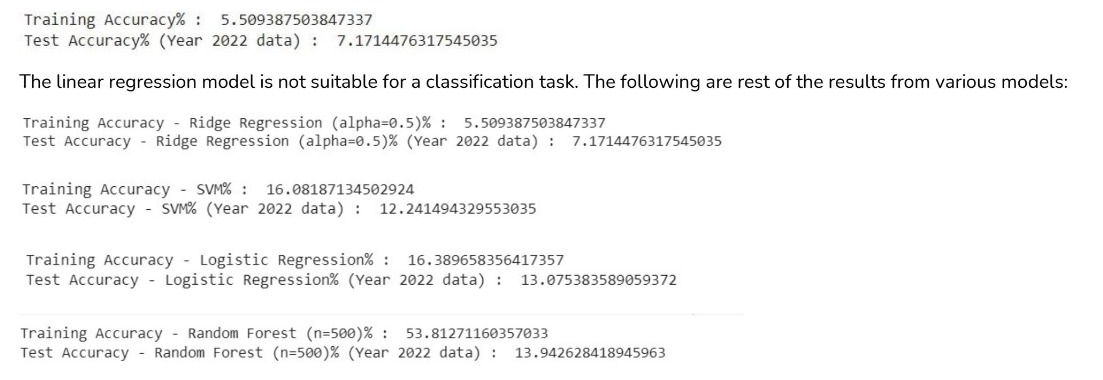 Training Accuracy% :  5.509387503847337
Test Accuracy% (Year 2022 data) :  7.1714476317545035
The linear regression model is not suitable for a classification task. The following are rest of the results from various models:
Training Accuracy - Ridge Regression (alpha=0.5)% :  5.509387503847337
Test Accuracy - Ridge Regression (alpha=0.5)% (Year 2022 data) :  7.1714476317545035
Training Accuracy - SVM% :  16.08187134502924
Test Accuracy - SVM% (Year 2022 data) :  12.241494329553035
Training Accuracy - Logistic Regression% :  16.389658356417357
Test Accuracy - Logistic Regression% (Year 2022 data) :  13.075383589059372
Training Accuracy - Random Forest (n=500)% :  53.81271160357033
Test Accuracy - Random Forest (n=500)% (Year 2022 data) :  13.942628418945963